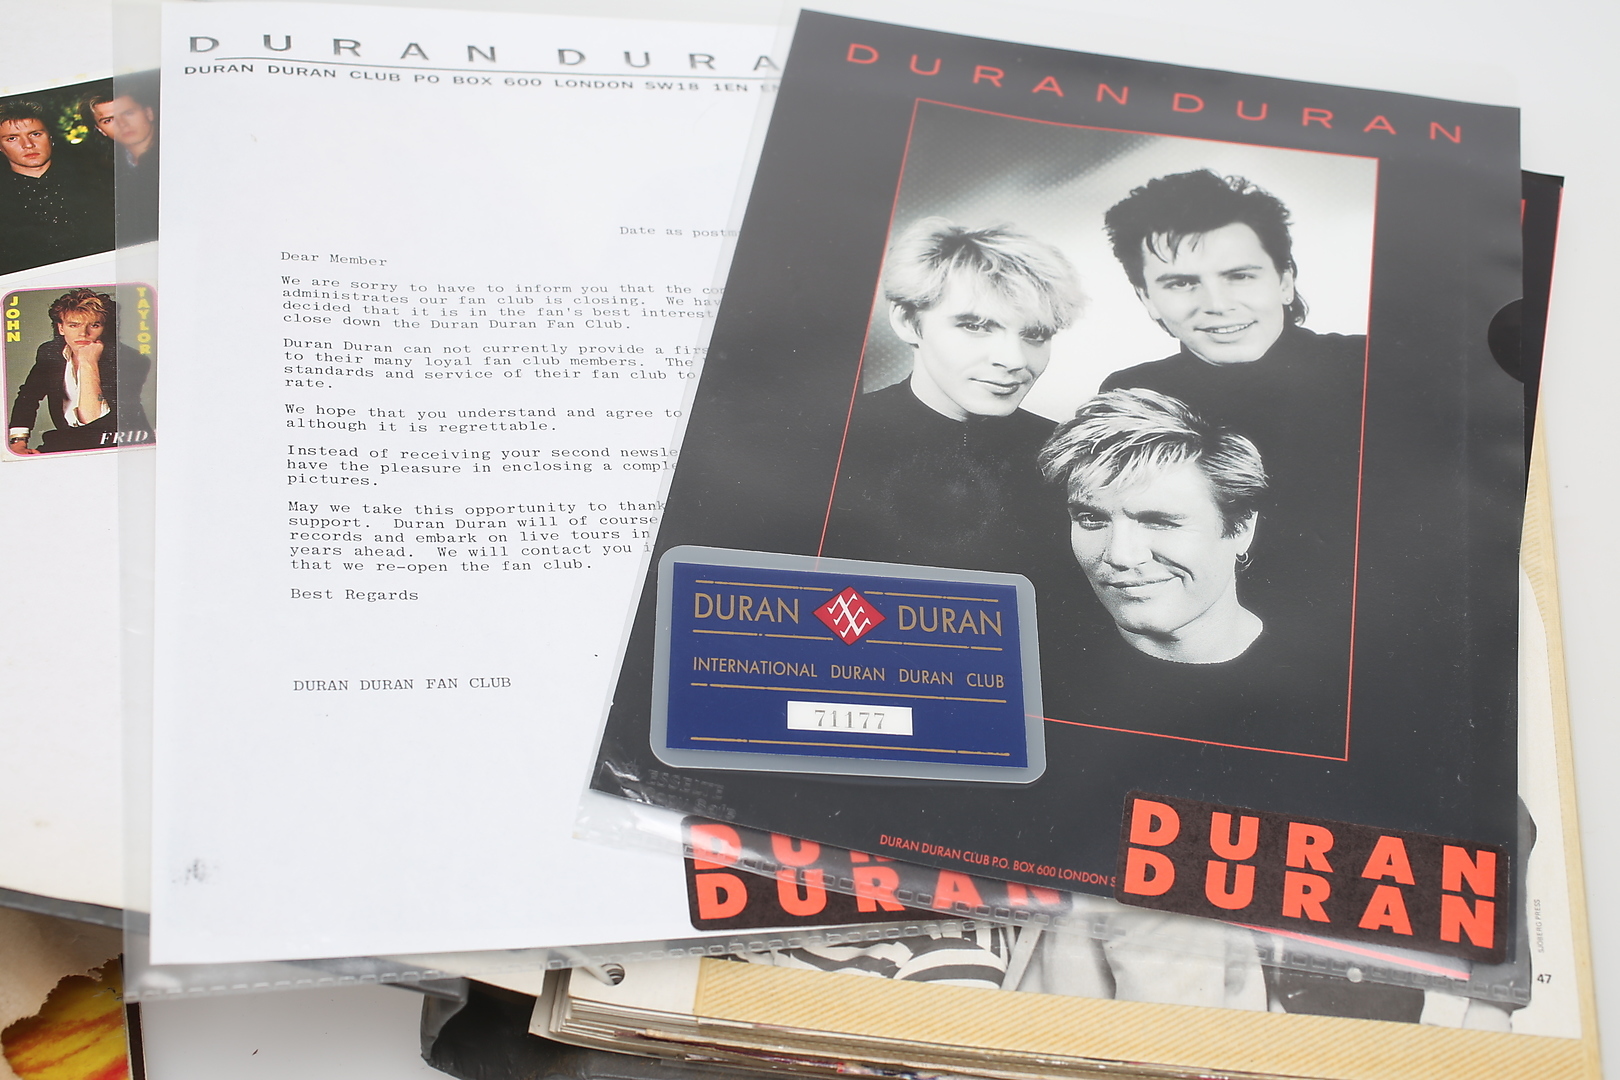 DURAN DURA
DURAN DURAN CLUB PO BOX 600 LONDON SW18 1EN
Date as
Dear Member
We are sorry to have to inform you that the
administrates our fan club is closing. We
decided that it is in the fan's best interest
close down the Duran Duran Fan Club.
Duran Duran can not currently provide a
to their many loyal fan club members. The
standards and service of their fan club to
rate.
We hope that you understand and agree to
although it is regrettable.
Instead of receiving your second
have the pleasure in enclosing a
pictures.
May we take this opportunity to thank
support. Duran Duran will of course
records and embark on live tours in
years ahead. We will contact you
that we re-open the fan club.
Best Regards
DURAN DURAN FAN CLUB
JOHN
TAYLOR
FRID
DURAN DURAN
DURAN DURAN
INTERNATIONAL DURAN DURAN CLUB
71177
DURAN DURAN CLUB P.O. BOX 600 LONDON S
DURAN
DURAN
DURAN
SJÖBERG PRESS
47